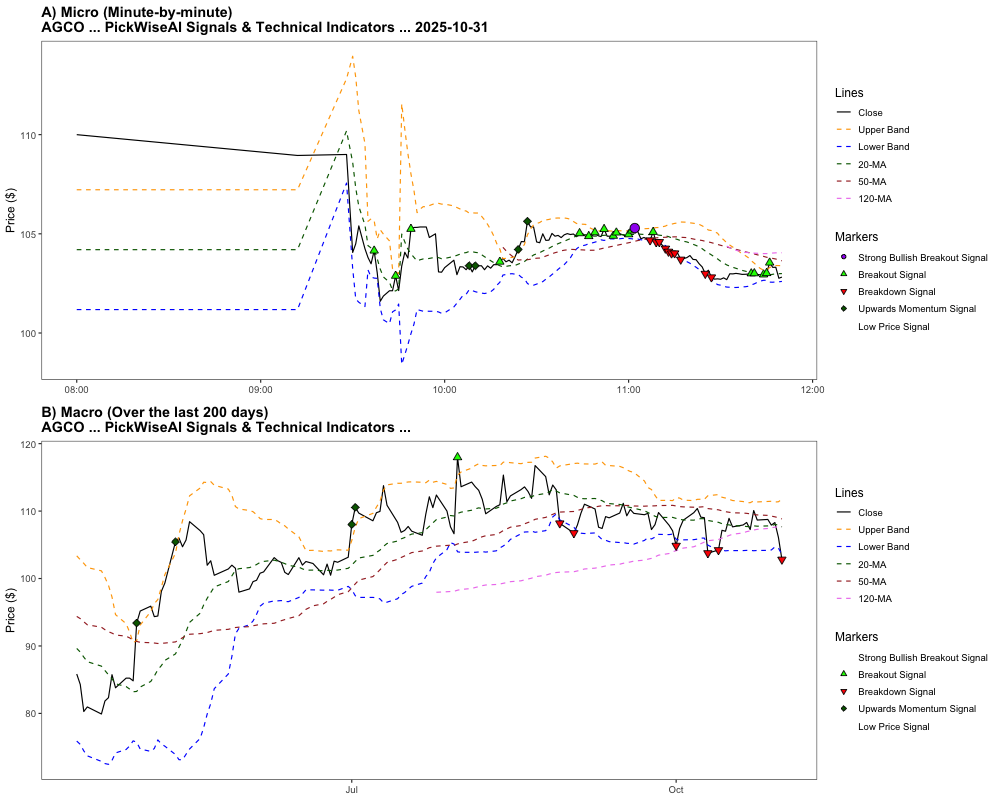 A) Micro (Minute-by-minute)
AGCO ... PickWiseAI Signals & Technical Indicators ... 2025-10-31
Price ($)
110
105
100
08:00
09:00
10:00
11:00
12:00
Lines
Close
Upper Band
Lower Band
20-MA
50-MA
120-MA
Markers
Strong Bullish Breakout Signal
Breakout Signal
Breakdown Signal
Upwards Momentum Signal
Low Price Signal
B) Macro (Over the last 200 days)
AGCO ... PickWiseAI Signals & Technical Indicators ...
Price ($)
120
110
100
90
80
Jul
Oct
Lines
Close
Upper Band
Lower Band
20-MA
50-MA
120-MA
Markers
Strong Bullish Breakout Signal
Breakout Signal
Breakdown Signal
Upwards Momentum Signal
Low Price Signal